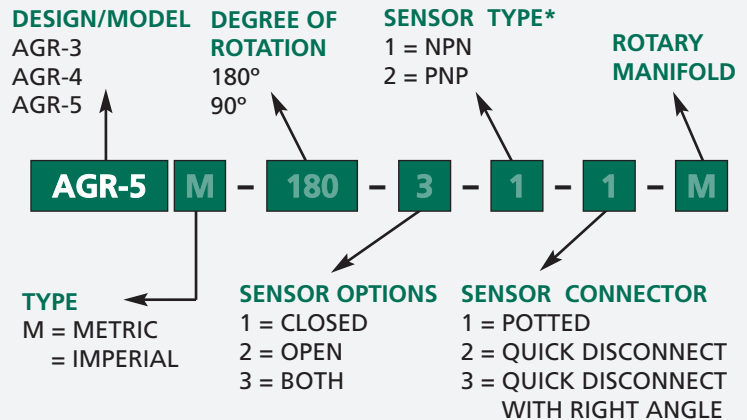 DESIGN/MODEL
AGR-3
AGR-4
AGR-5
DEGREE OF
ROTATION
180º
90º
SENSOR TYPE*
1 = NPN
2 = PNP
ROTARY
MANIFOLD
AGR-5 M – 180 – 3 – 1 – 1 – M
TYPE
M = METRIC
= IMPERIAL
SENSOR OPTIONS
1 = CLOSED
2 = OPEN
3 = BOTH
SENSOR CONNECTOR
1 = POTTED
2 = QUICK DISCONNECT
3 = QUICK DISCONNECT
WITH RIGHT ANGLE